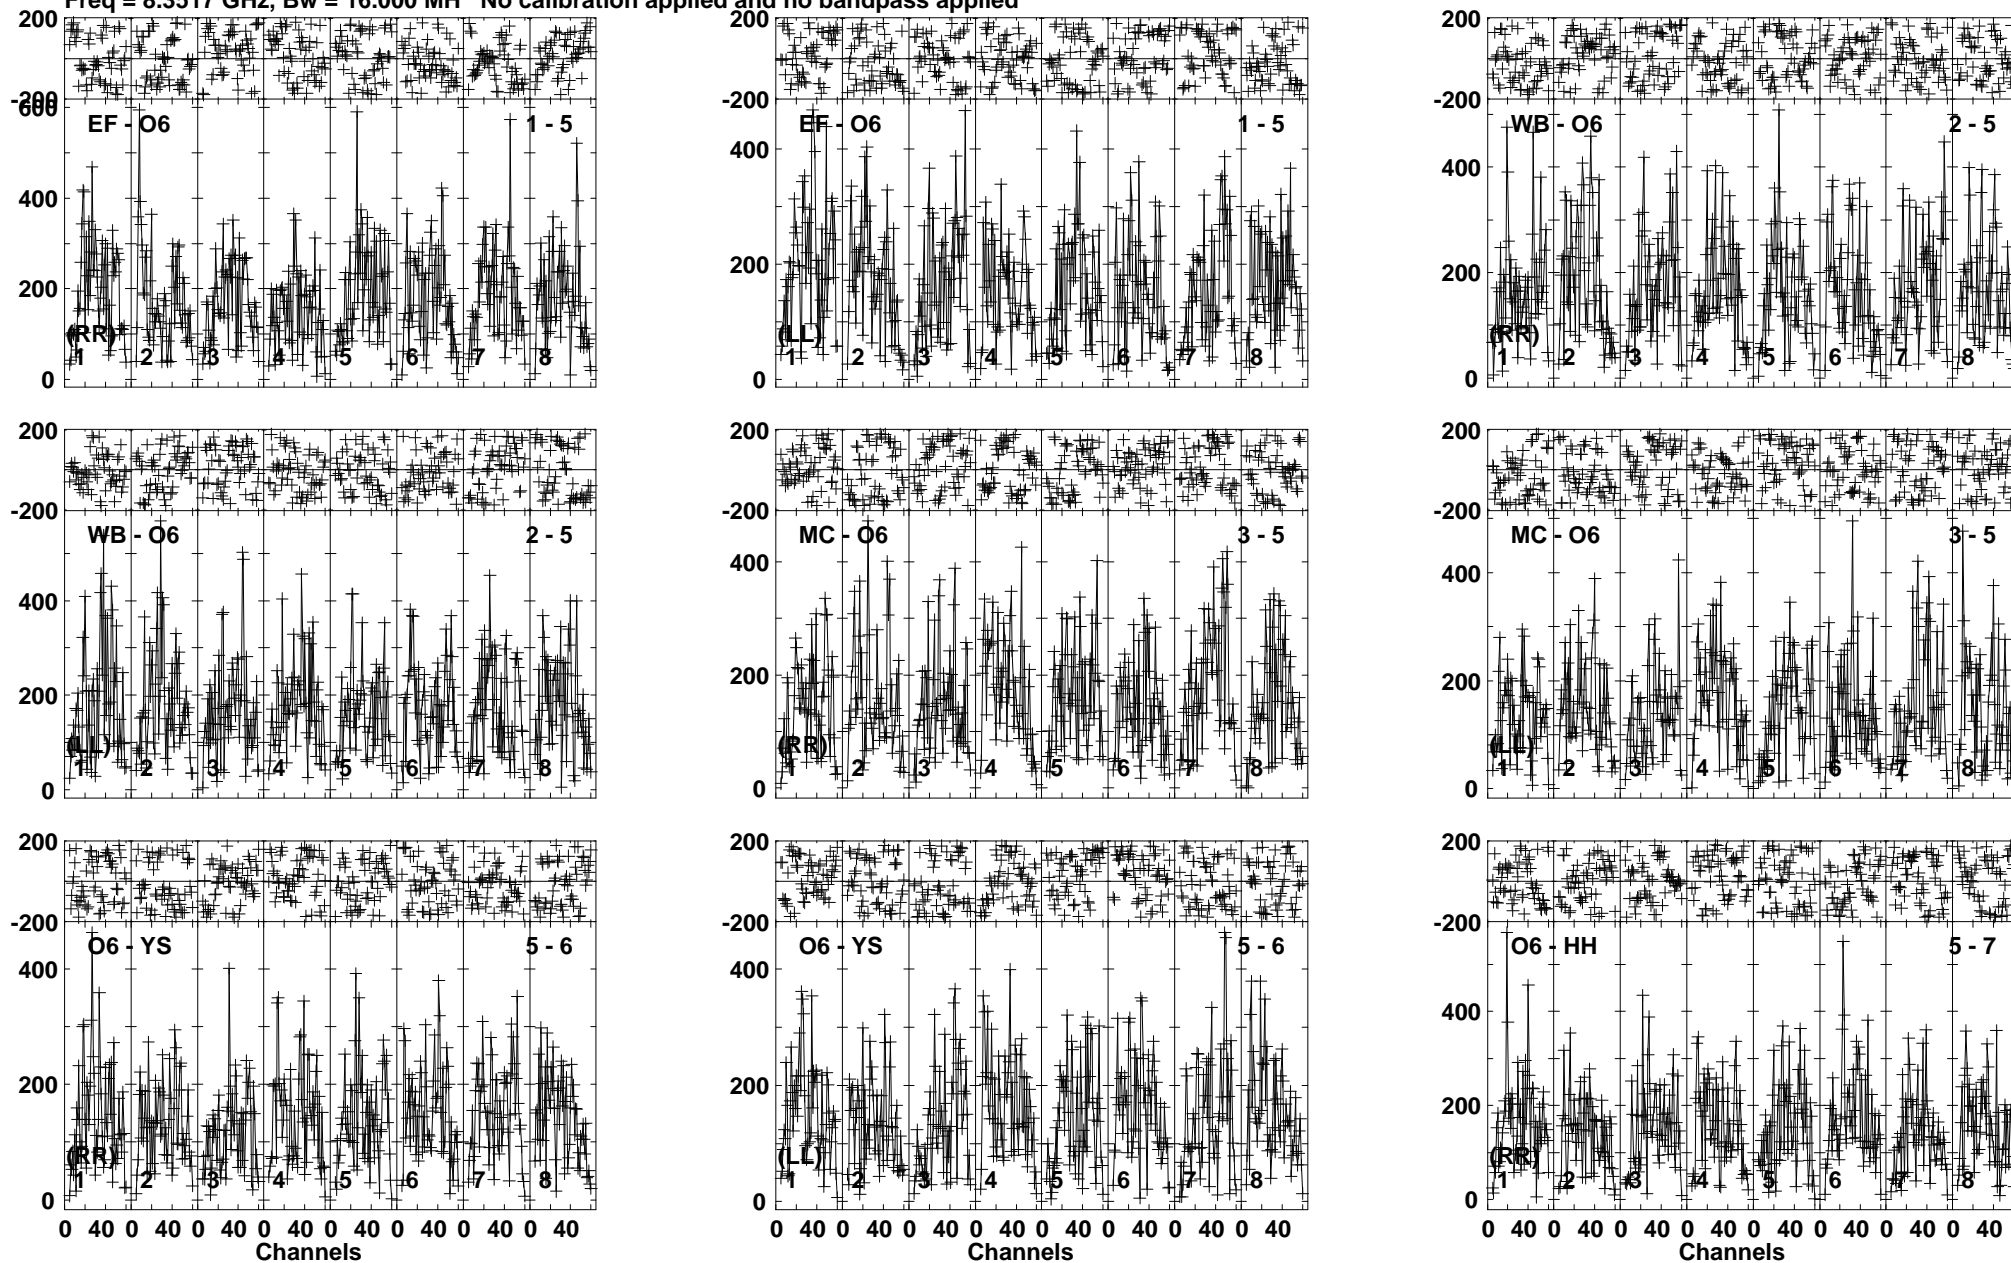 Freq = 8.3517 GHz, Bw = 16.000 MH No calibration applied and no bandpass applied
200 200 200
-200 -200 -200
600
EF - O6 1 - 5 EF - O6 1 - 5 WB - O6 2 - 5
400 400 400
200 200 200
(RR) (LL) (RR)
1 2 3 4 5 6 7 8 1 2 3 4 5 6 7 8 1 2 3 4 5 6 7 8
0 0 0
200 200 200
-200 -200 -200
WB - O6 2 - 5 MC - O6 3 - 5 MC - O6 3 - 5
400 400 400
200 200 200
(LL) (RR) (LL)
1 2 3 4 5 6 7 8 1 2 3 4 5 6 7 8 1 2 3 4 5 6 7 8
0 0 0
200 200 200
-200 -200 -200
O6 - YS 5 - 6 O6 - YS 5 - 6 O6 - HH 5 - 7
400 400 400
200 200 200
(RR) (LL) (RR)
1 2 3 4 5 6 7 8 1 2 3 4 5 6 7 8 1 2 3 4 5 6 7 8
0 0 0
0 40 0 40 0 40 0 40 0 40 0 40 0 40 0 40 0 40 0 40 0 40 0 40 0 40 0 40 0 40 0 40 0 40 0 40 0 40 0 40 0 40 0 40 0 40 0 40
Channels Channels Channels